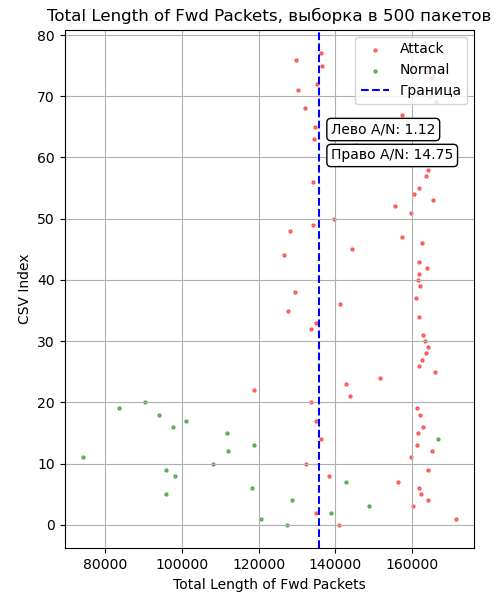 Total Length of Fwd Packets, выборка в 500 пакетов
Attack
Normal
Граница
Лево A/N: 1.12
Право A/N: 14.75
CSV Index
80
70
60
50
40
30
20
10
0
80000 100000 120000 140000 160000
Total Length of Fwd Packets